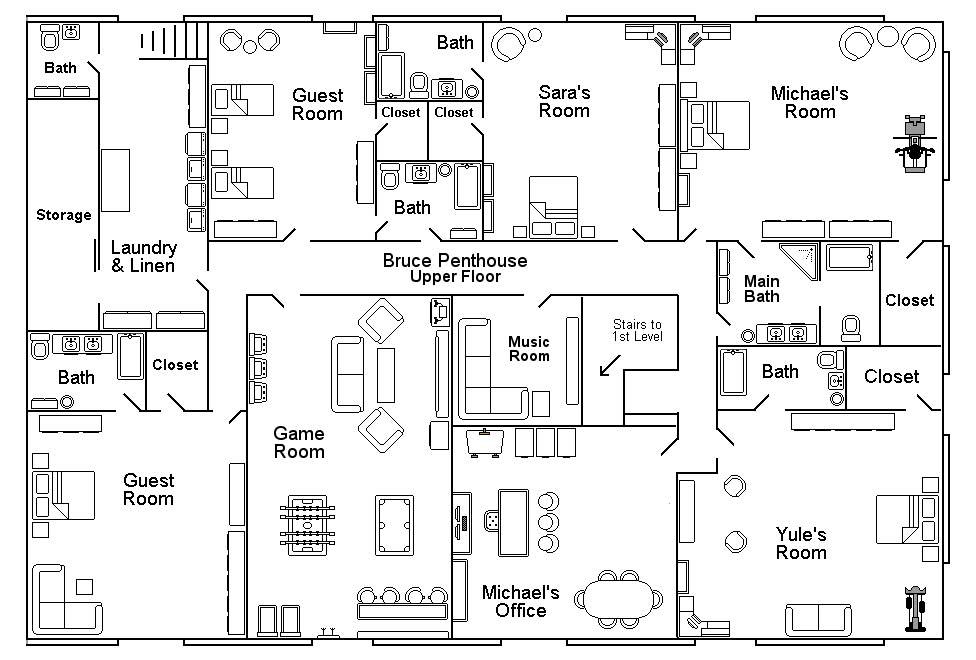 Bath
Bath
Guest
Room
Sara's
Room
Michael's
Room
Closet
Closet
Storage
Bath
Laundry
& Linen
Bruce Penthouse
Upper Floor
Main
Bath
Closet
Stairs to
1st Level
Music
Room
Bath
Closet
Bath
Closet
Game
Room
Guest
Room
Yule's
Room
Michael's
Office